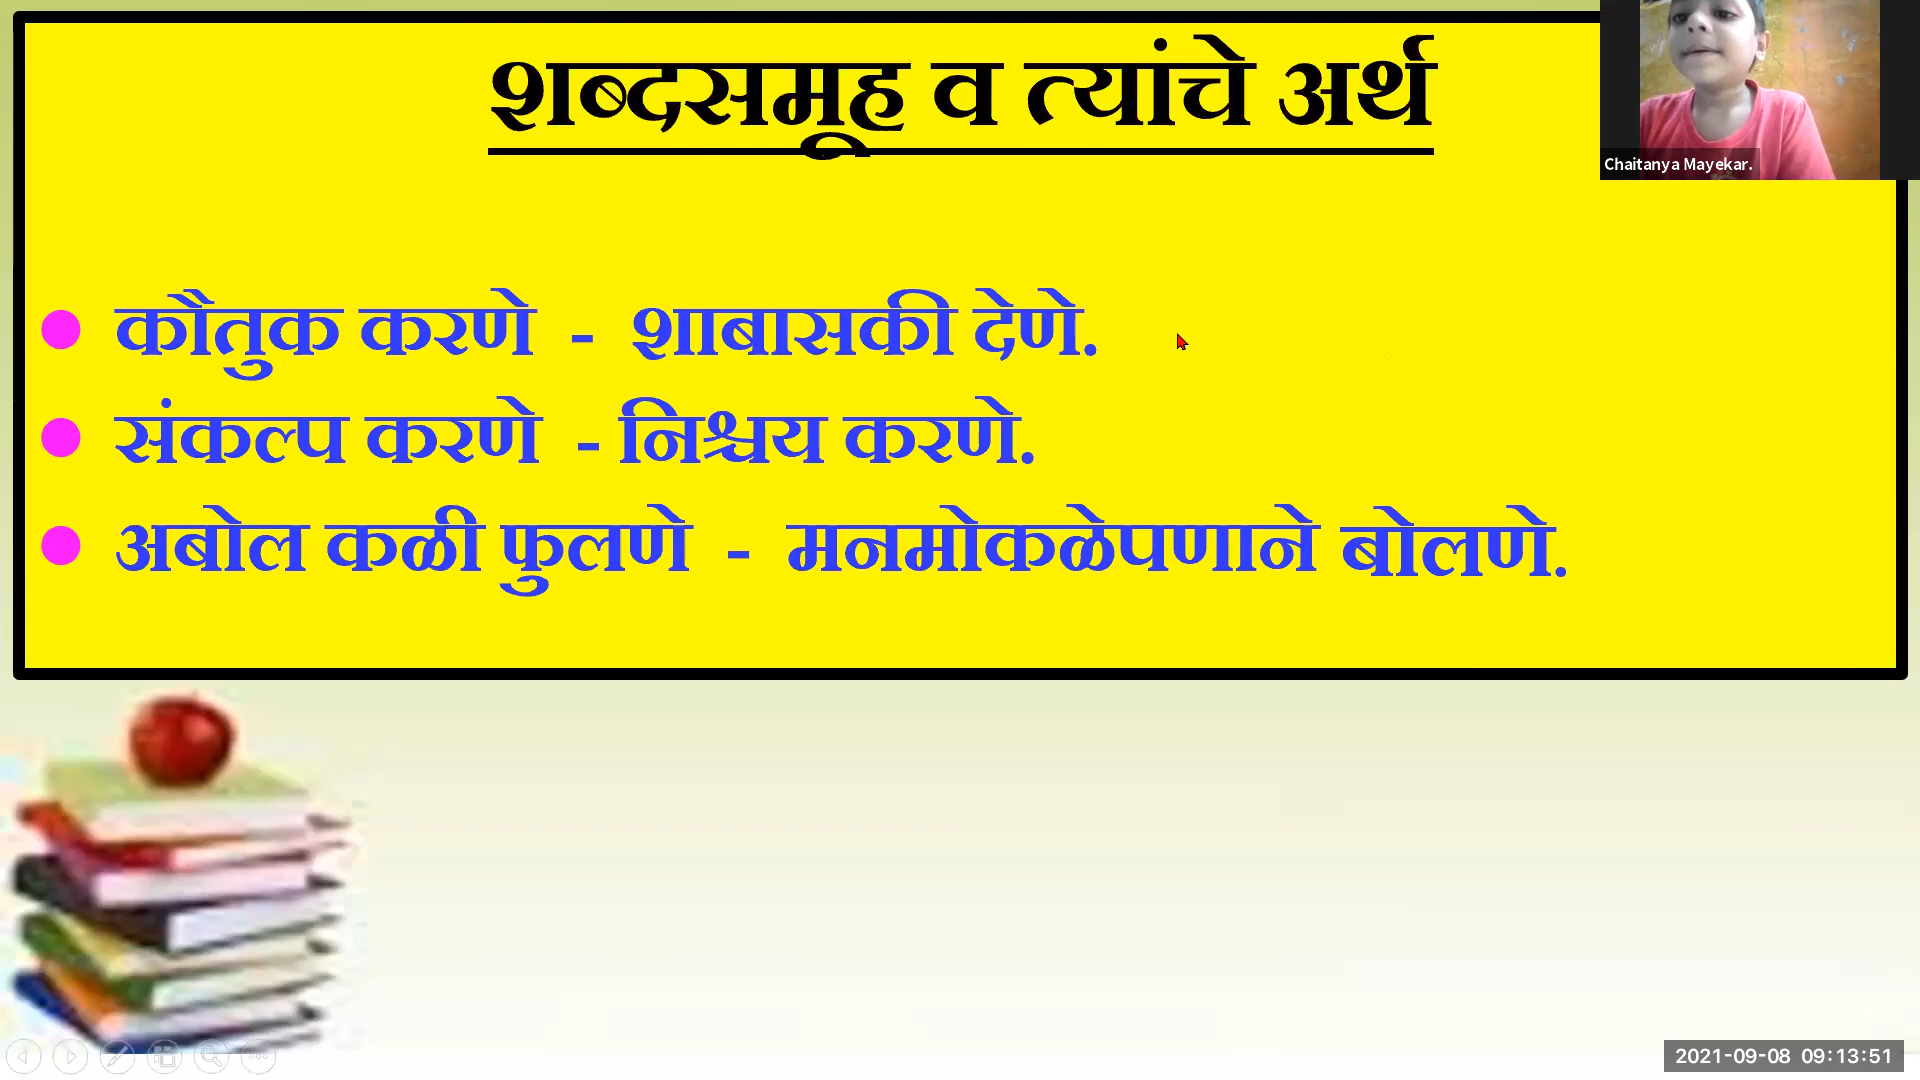 शब्दसमूह व त्यांचे अर्थ
Chaitanya Mayekar.
कौतुक करणे - शाबासकी देणे.
संकल्प करणे - निश्चय करणे.
अबोल कळी फुलणे - मनमोकळेपणाने बोलणे.
2021-09-08 09:13:51